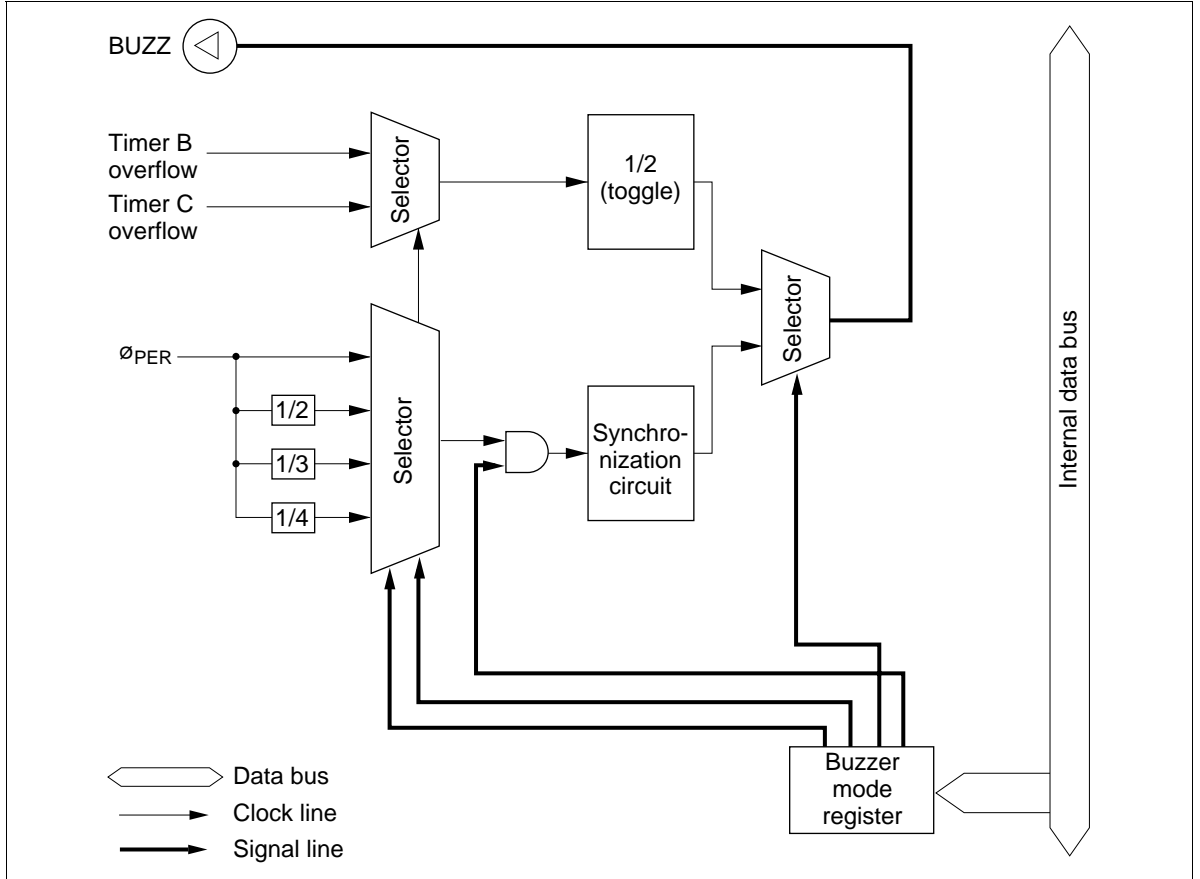 BUZZ
Timer B
overflow
Timer C
overflow
Selector
1/2
(toggle)
Selector
øPER
1/2
1/3
1/4
Selector
Synchro-
nization
circuit
Internal data bus
Buzzer
mode
register
Data bus
Clock line
Signal line